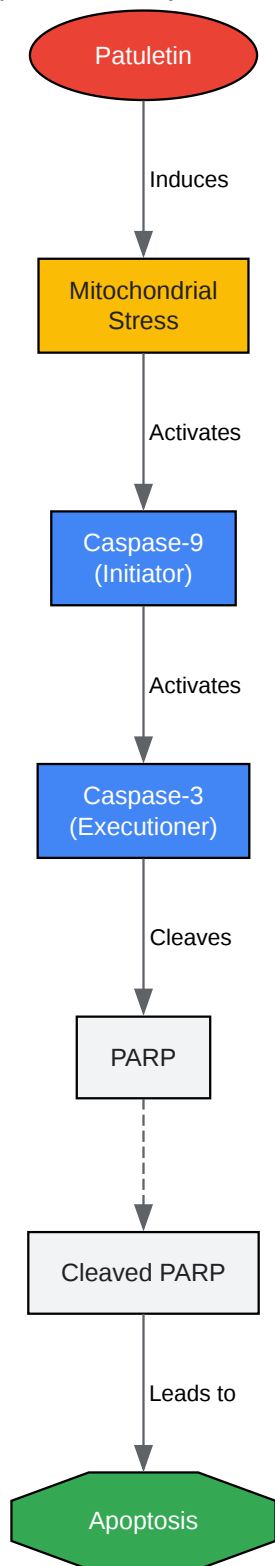 Patuletin
Induces
Mitochondrial
Stress
Activates
Caspase-9
(Initiator)
Activates
Caspase-3
(Executioner)
Cleaves
PARP
Cleaved PARP
Leads to
Apoptosis